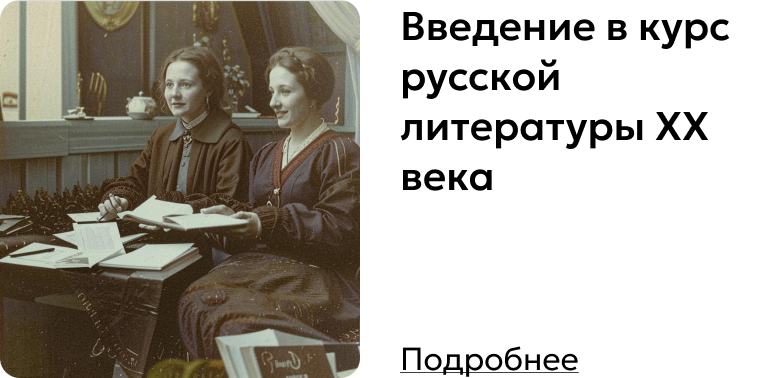 Введение в курс
русской
литературы XX
века
Подробнее